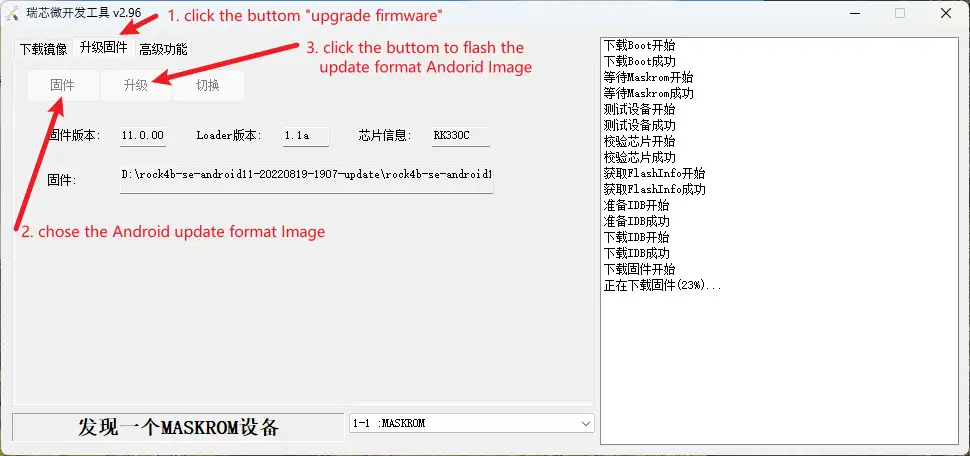 瑞芯微开发工具 v2.96
1. click the buttom "upgrade firmware"
下载镜像 升级固件 高级功能
3. click the buttom to flash the
update format Andorid Image
固件 升级 切换
固件版本: 11.0.00 Loader版本: 1.1a 芯片信息: RK330C
固件: D:\rock4b-se-android11-20220819-1907-update\rock4b-se-android1
2. chose the Android update format Image
发现一个MASKROM设备
1-1 :MASKROM
下载Boot开始
下载Boot成功
等待Maskrom开始
等待Maskrom成功
测试设备开始
测试设备成功
校验芯片开始
校验芯片成功
获取FlashInfo开始
获取FlashInfo成功
准备IDB开始
准备IDB成功
下载IDB开始
下载IDB成功
下载固件开始
正在下载固件(23%)...